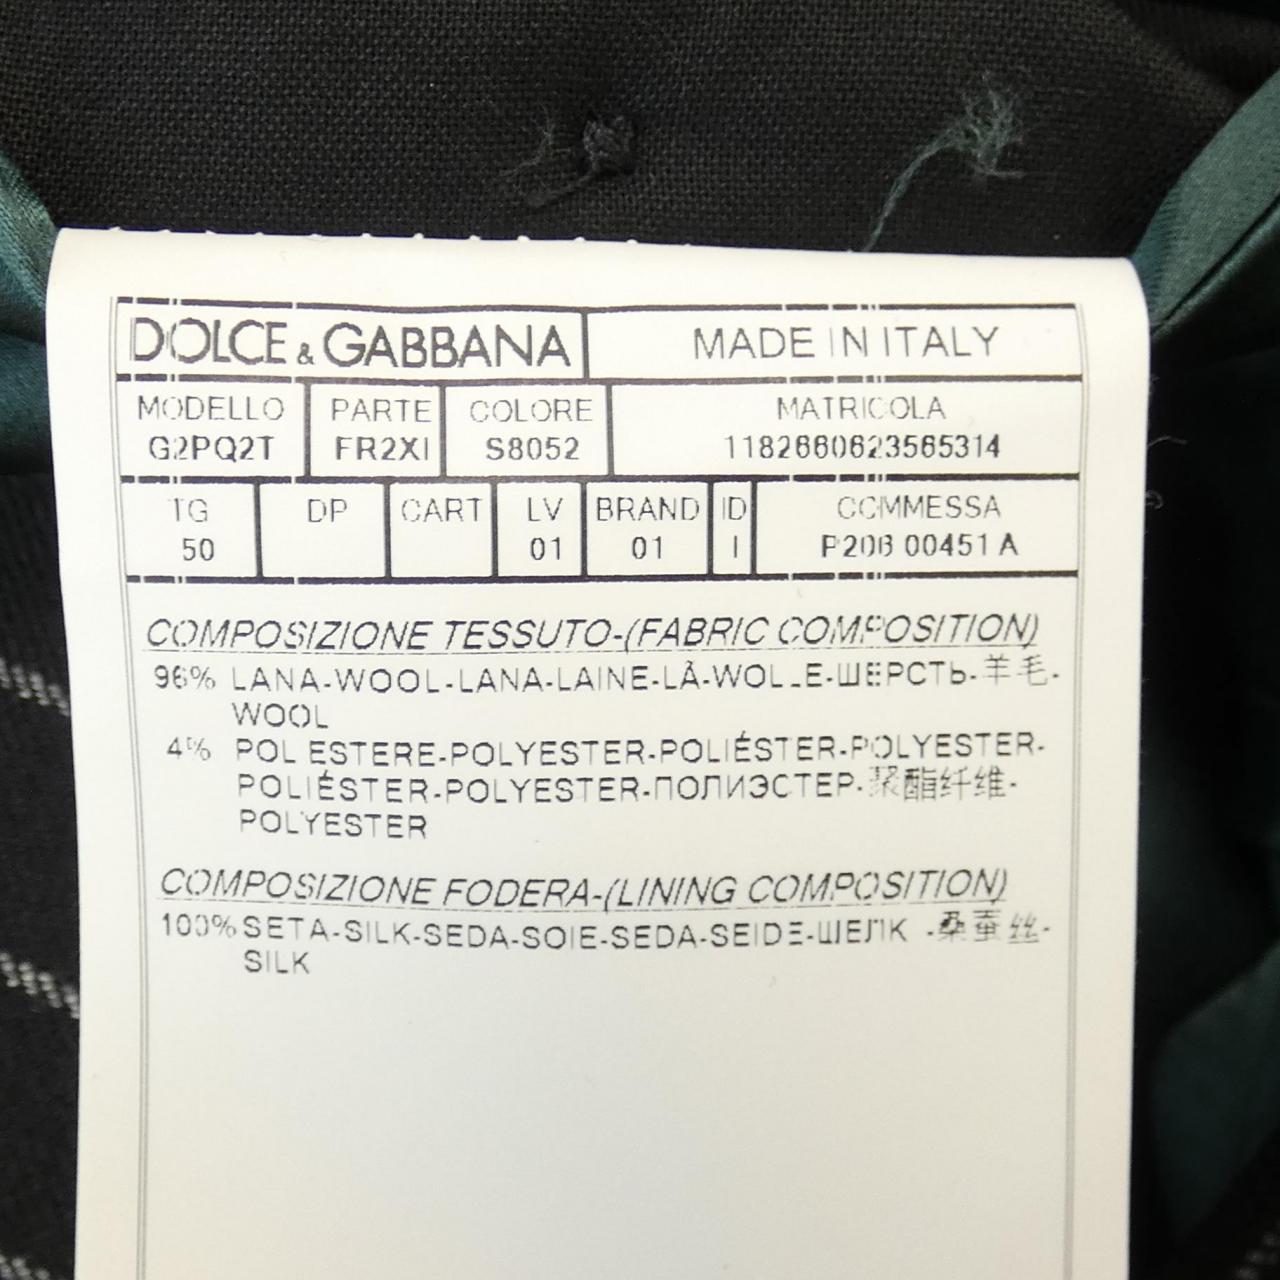 DOLCE & GABBANA MADE IN ITALY
MODELLO PARTE COLORE MATRICOLA
G2PQ2T FR2XI S8052 1182660623565314
TG DP CART LV BRAND ID COMMESSA
50 01 01 I P20B 00451 A
COMPOSIZIONE TESSUTO-(FABRIC COMPOSITION)
96% LANA-WOOL-LANA-LAINE-LÃ-WOLLE-ШЕРСТЬ-羊毛-
WOOL
4% POLIESTERE-POLYESTER-POLIÉSTER-POLYESTER-
POLIÉSTER-POLYESTER-ПОЛИЭСТЕР-聚酯纤维-
POLYESTER
COMPOSIZIONE FODERA-(LINING COMPOSITION)
100% SETA-SILK-SEDA-SOIE-SEDA-SEIDE-ШЕЛК -桑蚕丝-
SILK